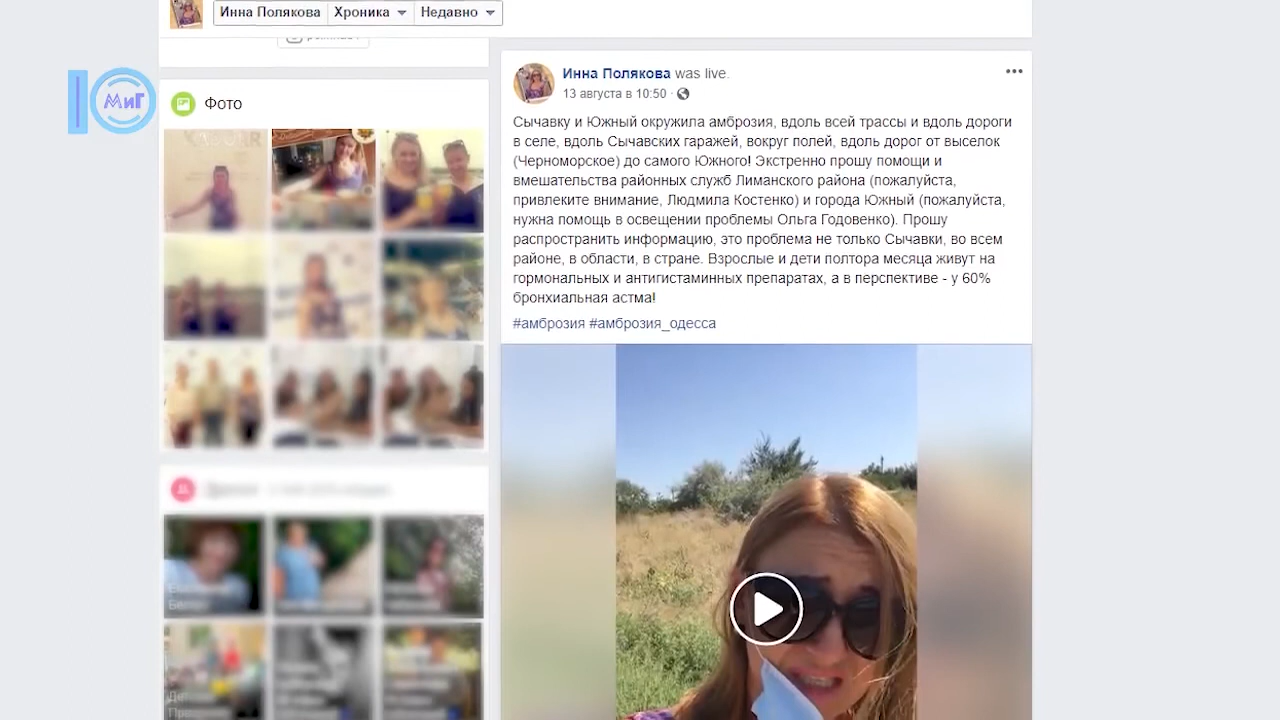 Инна Полякова Хроника Недавно
МиГ
Фото
Инна Полякова was live.
13 августа в 10:50 ·
Сычавку и Южный окружила амброзия, вдоль всей трассы и вдоль дороги
в селе, вдоль Сычавских гаражей, вокруг полей, вдоль дорог от выселок
(Черноморское) до самого Южного! Экстренно прошу помощи и
вмешательства районных служб Лиманского района (пожалуйста,
привлеките внимание, Людмила Костенко) и города Южный (пожалуйста,
нужна помощь в освещении проблемы Ольга Годовенко). Прошу
распространить информацию, это проблема не только Сычавки, во всем
районе, в области, в стране. Взрослые и дети полтора месяца живут на
гормональных и антигистаминных препаратах, а в перспективе - у 60%
бронхиальная астма!
#амброзия #амброзия_одесса